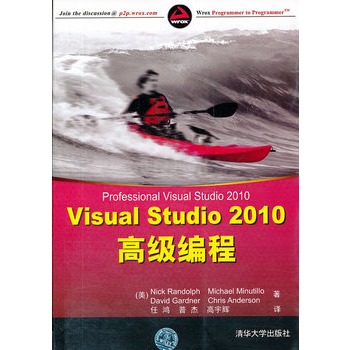 Join the discussion @ p2p.wrox.com
wrox
Wrox Programmer to Programmer™
Professional Visual Studio 2010
Visual Studio 2010
高级编程
(美) Nick Randolph Michael Minutillo 著
David Gardner Chris Anderson
任鸿 普杰 高宇辉 译
清华大学出版社